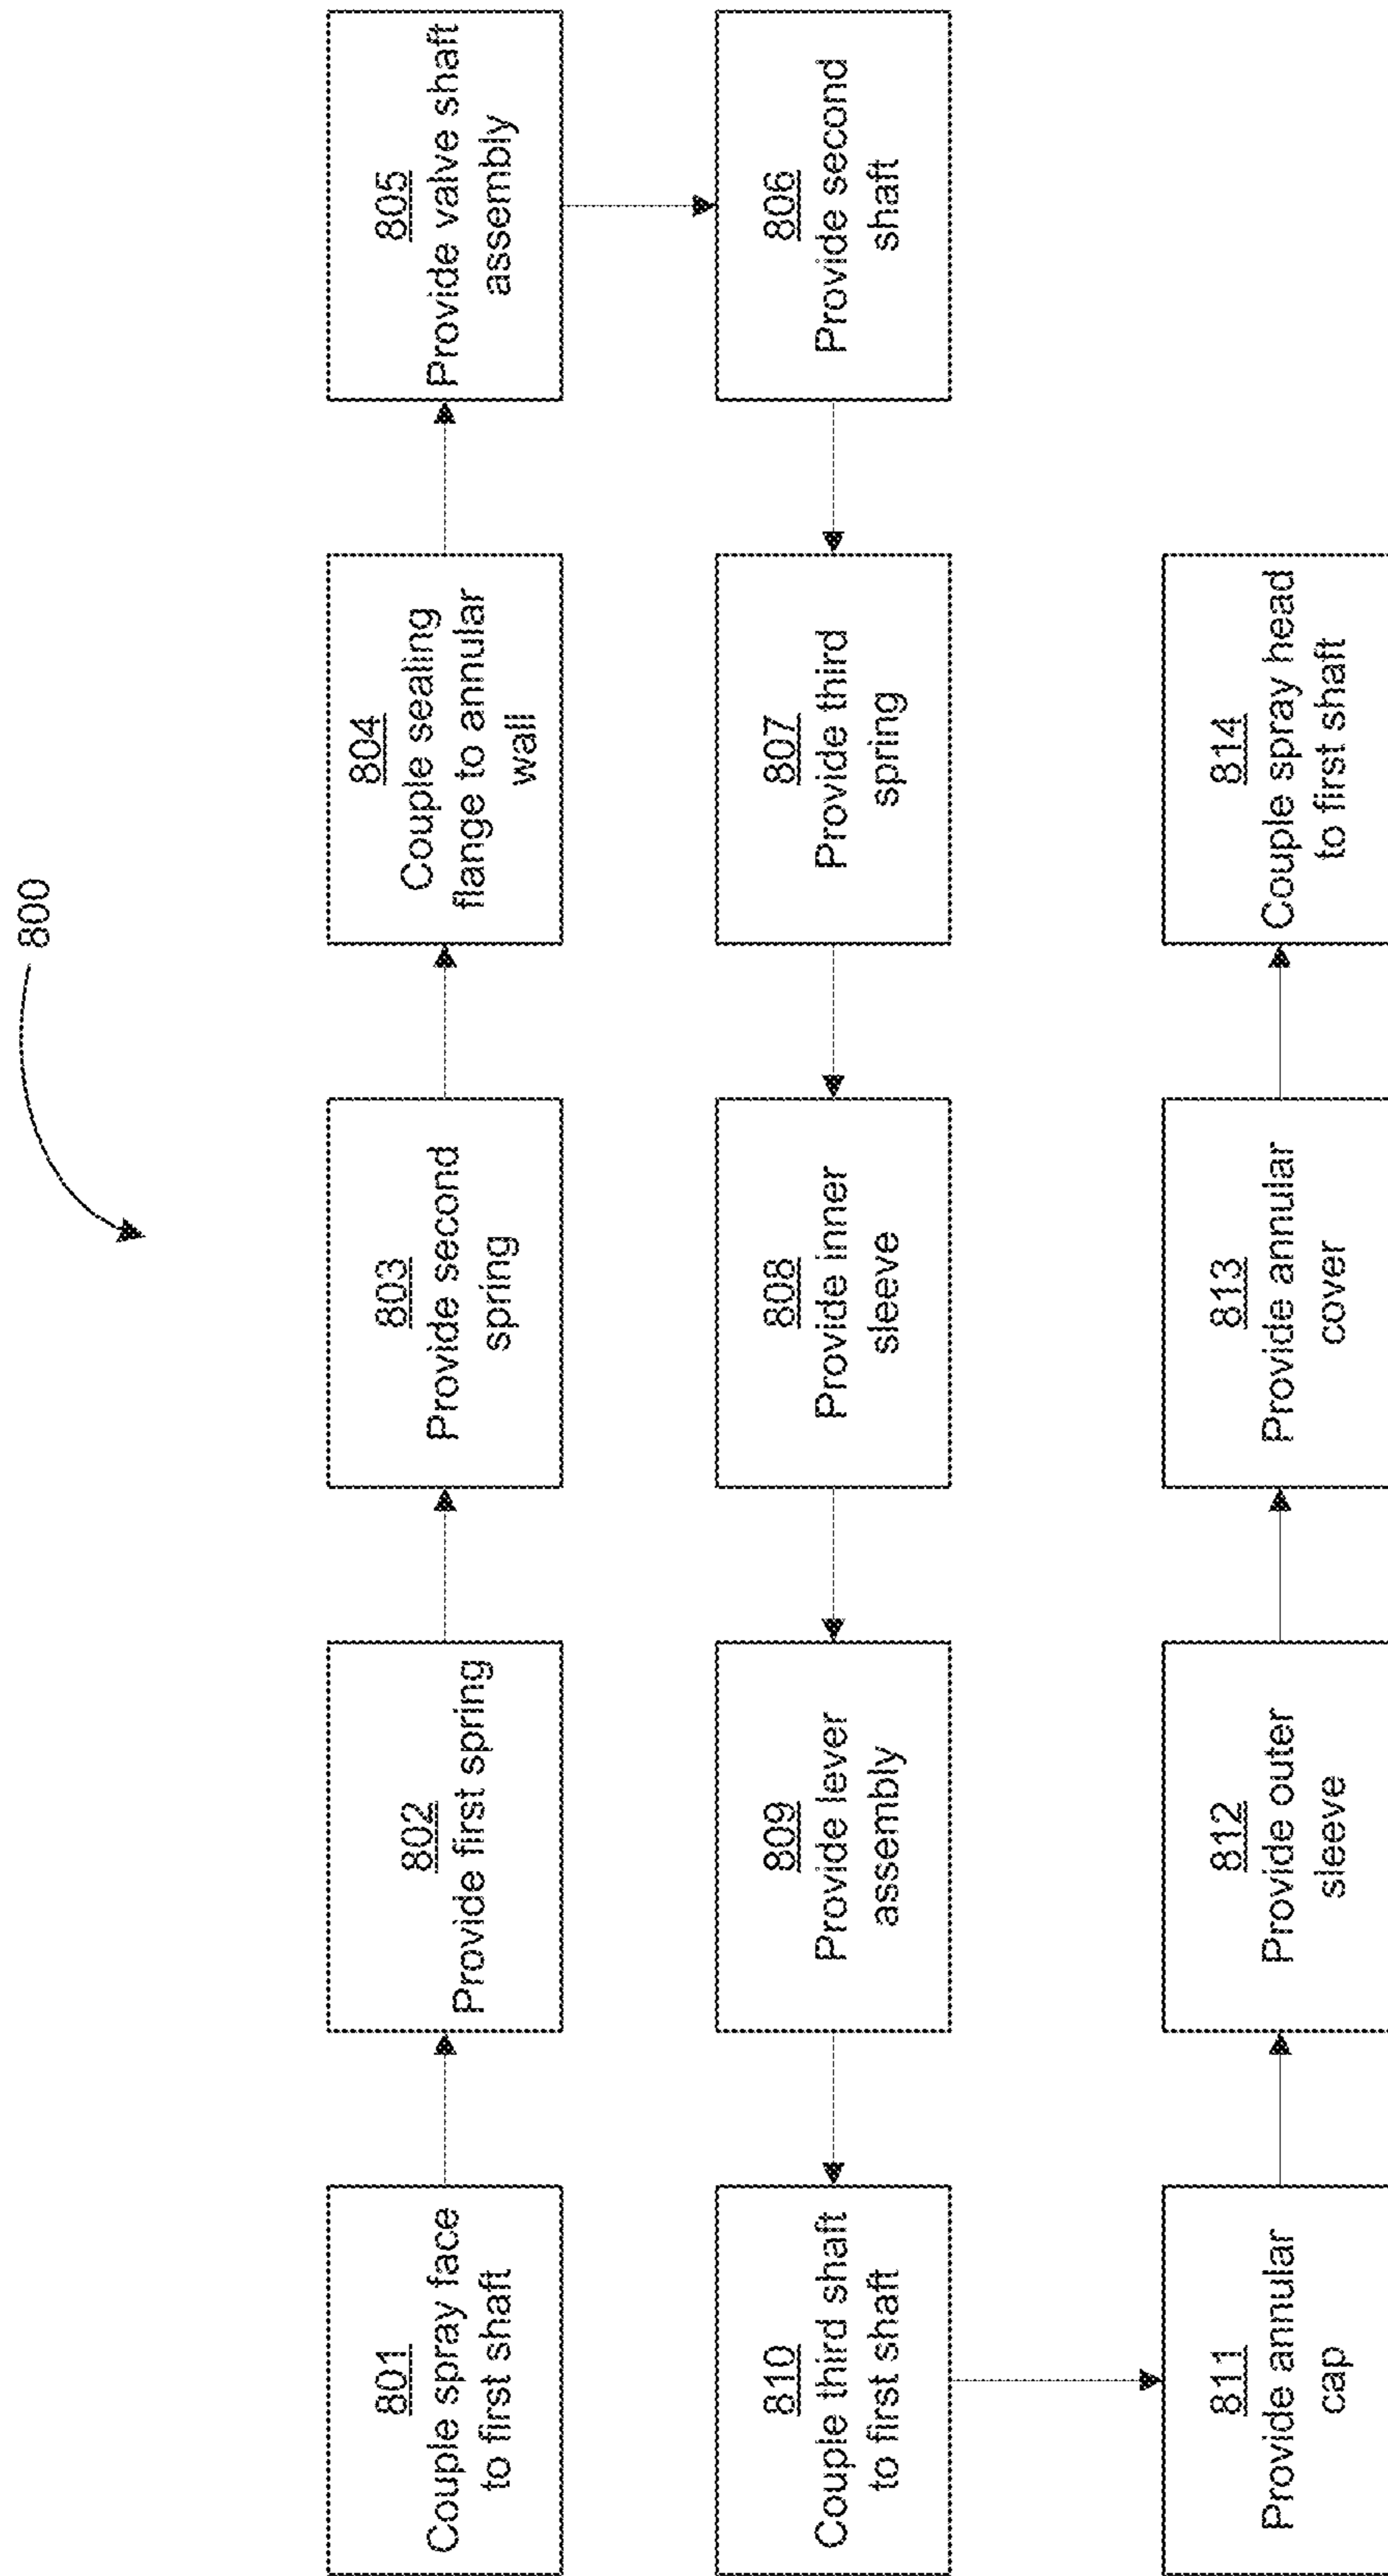 800
801
Couple spray face
to first shaft
802
Provide first spring
803
Provide second
spring
804
Couple sealing
flange to annular
wall
805
Provide valve shaft
assembly
806
Provide second
shaft
807
Provide third
spring
808
Provide inner
sleeve
809
Provide lever
assembly
810
Couple third shaft
to first shaft
811
Provide annular
cap
812
Provide outer
sleeve
813
Provide annular
cover
814
Couple spray head
to first shaft